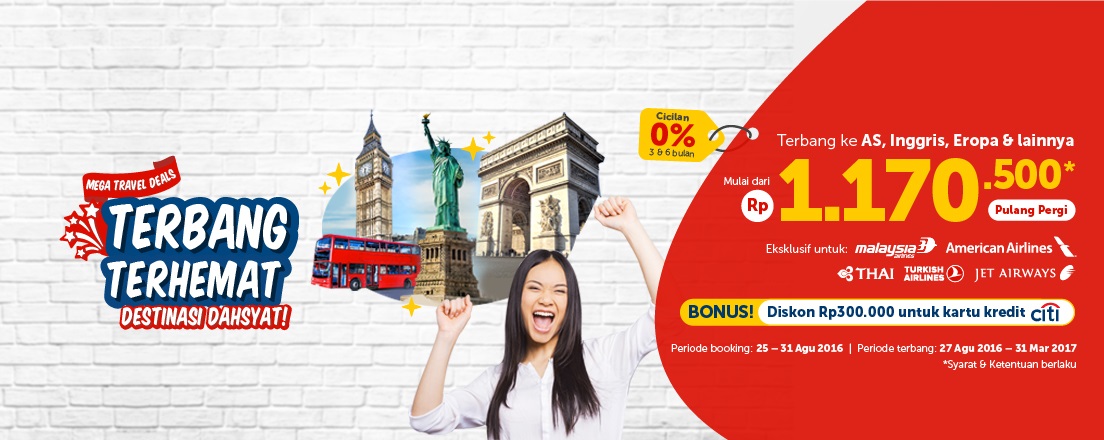 MEGA TRAVEL DEALS
TERBANG
TERHEMAT
DESTINASI DAHSYAT!
Cicilan
0%
3 & 6 bulan
Terbang ke AS, Inggris, Eropa & lainnya
Mulai dari
Rp 1.170.500*
Pulang Pergi
Eksklusif untuk: malaysia airlines American Airlines
THAI TURKISH AIRLINES JET AIRWAYS
BONUS! Diskon Rp300.000 untuk kartu kredit citi
Periode booking: 25 – 31 Agu 2016 | Periode terbang: 27 Agu 2016 – 31 Mar 2017
*Syarat & Ketentuan berlaku